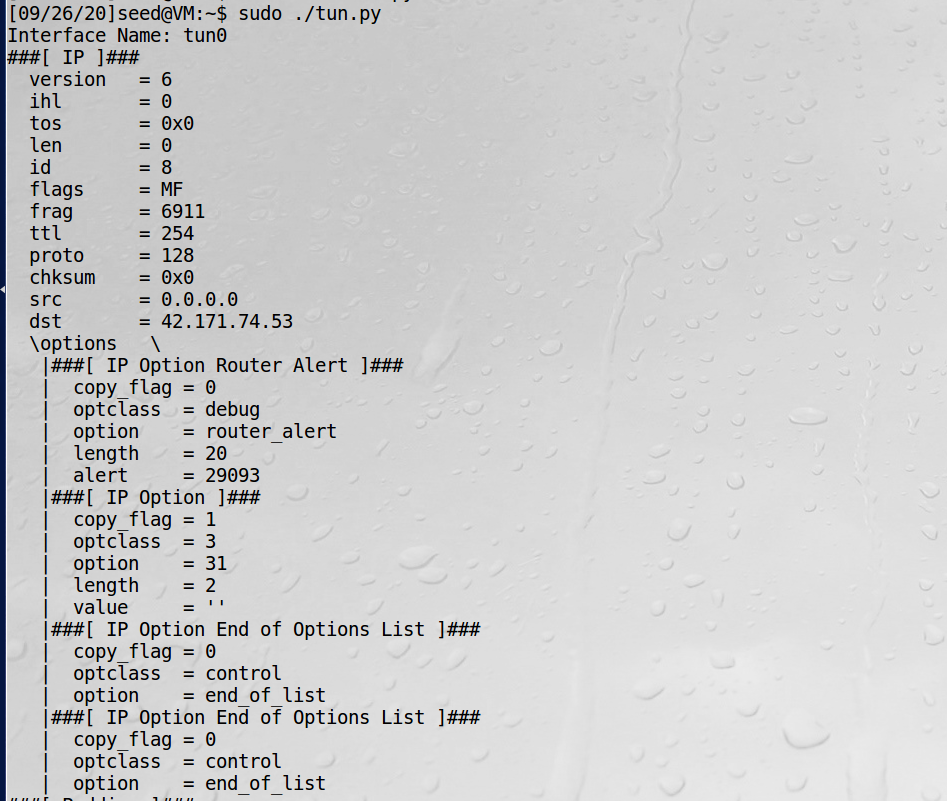 [09/26/20]seed@VM:~$ sudo ./tun.py
Interface Name: tun0
###[ IP ]###
  version   = 6
  ihl       = 0
  tos       = 0x0
  len       = 0
  id        = 8
  flags     = MF
  frag      = 6911
  ttl       = 254
  proto     = 128
  chksum    = 0x0
  src       = 0.0.0.0
  dst       = 42.171.74.53
  \options   \
   |###[ IP Option Router Alert ]###
   |  copy_flag = 0
   |  optclass  = debug
   |  option    = router_alert
   |  length    = 20
   |  alert     = 29093
   |###[ IP Option ]###
   |  copy_flag = 1
   |  optclass  = 3
   |  option    = 31
   |  length    = 2
   |  value     = ''
   |###[ IP Option End of Options List ]###
   |  copy_flag = 0
   |  optclass  = control
   |  option    = end_of_list
   |###[ IP Option End of Options List ]###
   |  copy_flag = 0
   |  optclass  = control
   |  option    = end_of_list